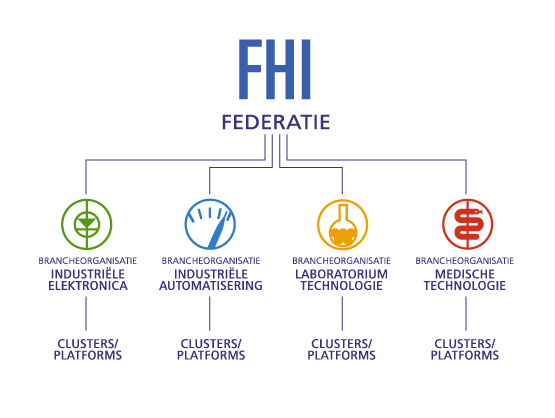 FHI
FEDERATIE
BRANCHEORGANISATIE
INDUSTRIËLE
ELEKTRONICA
BRANCHEORGANISATIE
INDUSTRIËLE
AUTOMATISERING
BRANCHEORGANISATIE
LABORATORIUM
TECHNOLOGIE
BRANCHEORGANISATIE
MEDISCHE
TECHNOLOGIE
CLUSTERS/
PLATFORMS
CLUSTERS/
PLATFORMS
CLUSTERS/
PLATFORMS
CLUSTERS/
PLATFORMS